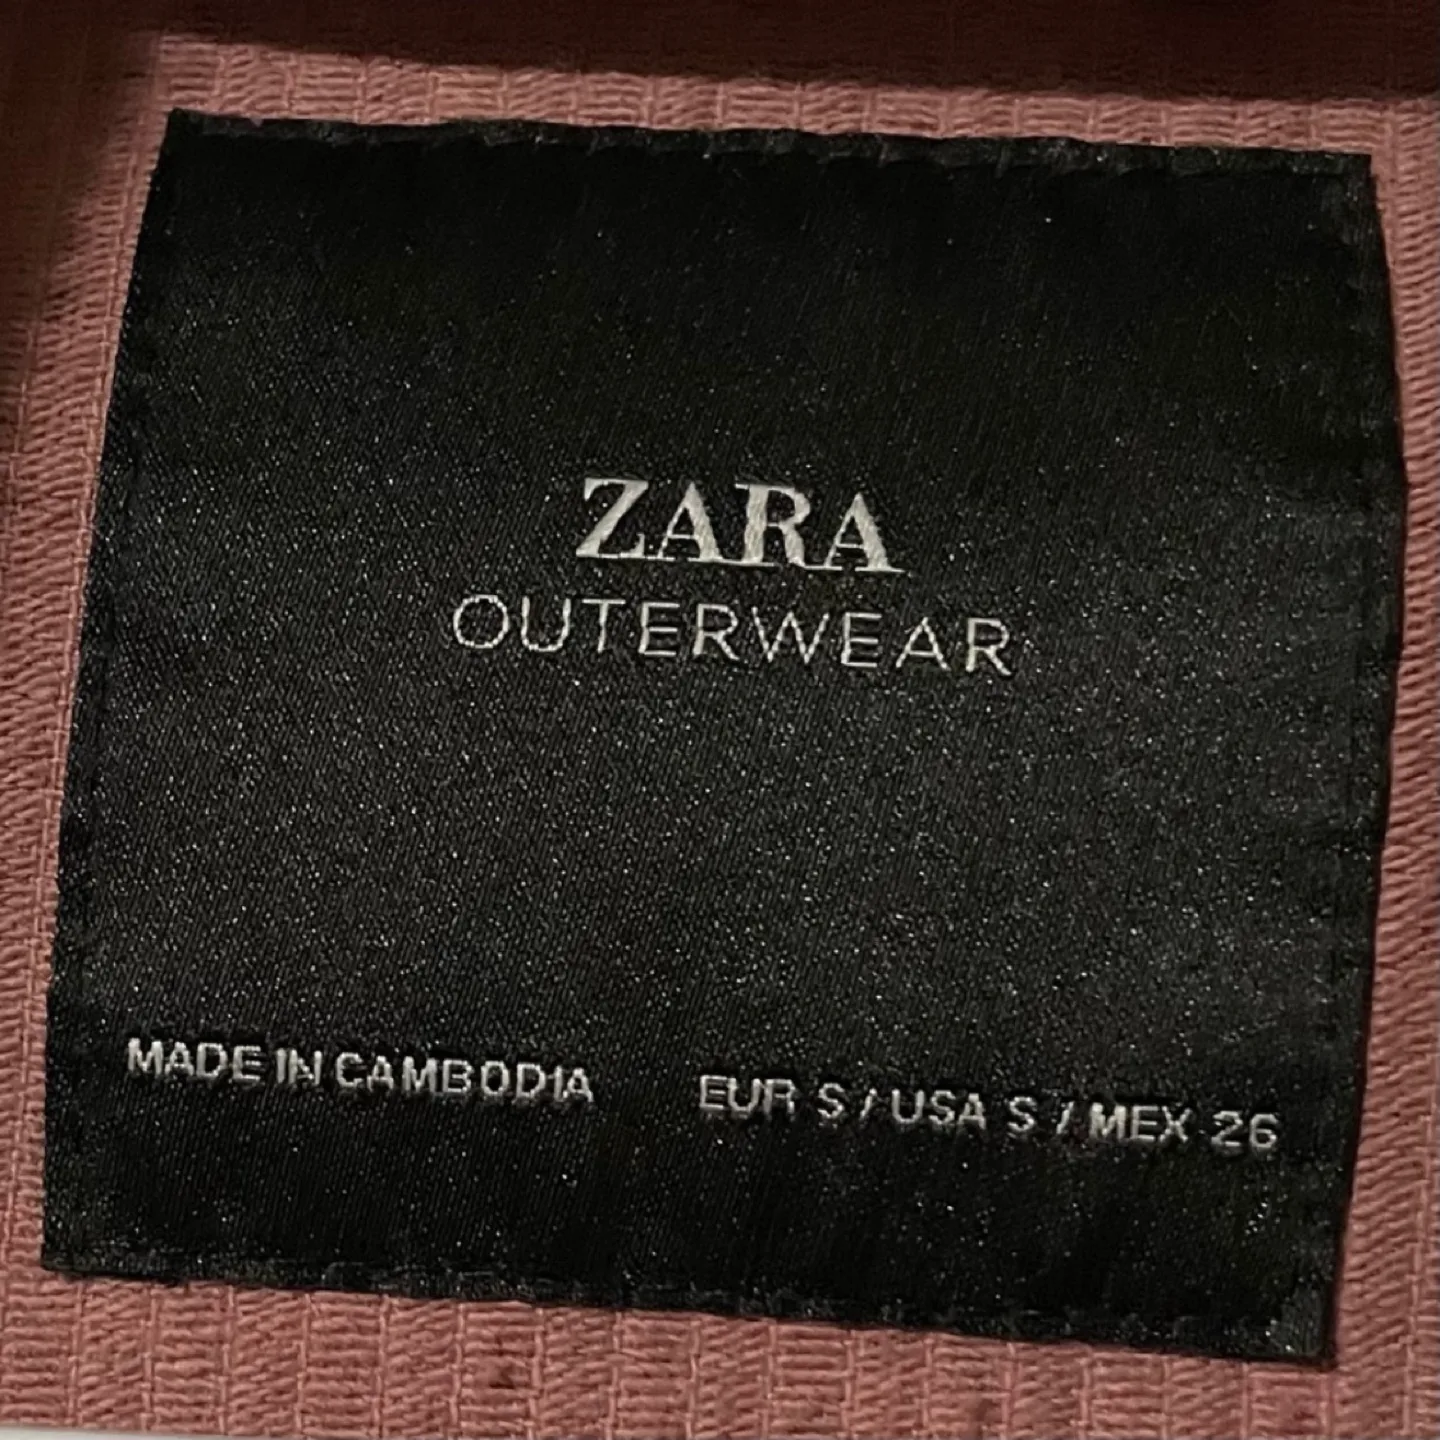 ZARA
OUTERWEAR
MADE IN CAMBODIA EUR S / USA S / MEX 26